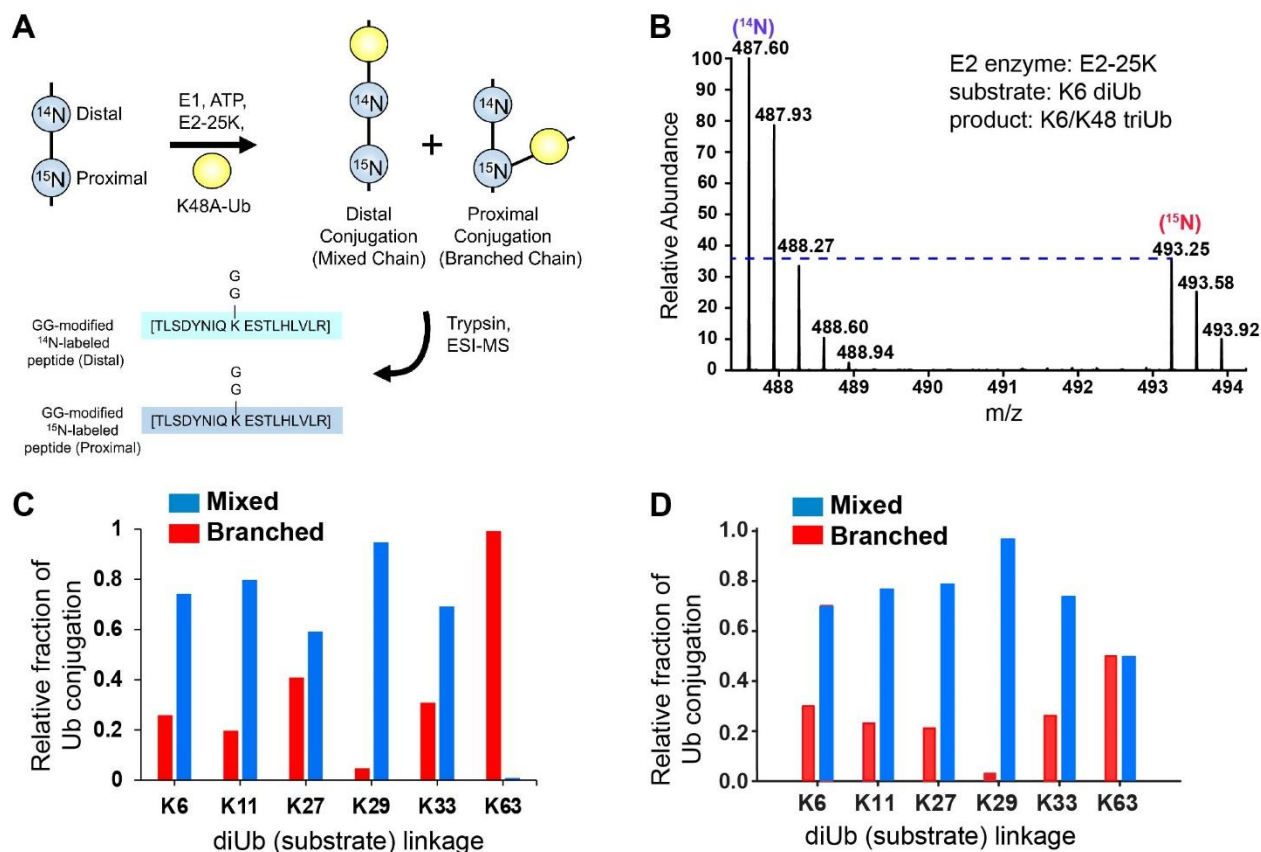 A
14N
Distal
15N
Proximal
E1, ATP,
E2-25K,
K48A-Ub
14N
15N
+
14N
15N
Distal
Conjugation
(Mixed Chain)
Proximal
Conjugation
(Branched Chain)
G
G
GG-modified
14N-labeled
peptide (Distal)
[TLSDYNIQ K ESTLHLVLR]
G
G
GG-modified
15N-labeled
peptide (Proximal)
[TLSDYNIQ K ESTLHLVLR]
Trypsin,
ESI-MS
B
(14N)
487.60
487.93
488.27
488.60
488.94
E2 enzyme: E2-25K
substrate: K6 diUb
product: K6/K48 triUb
(15N)
493.25
493.58
493.92
Relative Abundance
100
90
80
70
60
50
40
30
20
10
0
488 489 490 491 492 493 494
m/z
C
Mixed
Branched
Relative fraction of
Ub conjugation
1
0.8
0.6
0.4
0.2
0
K6 K11 K27 K29 K33 K63
diUb (substrate) linkage
D
Mixed
Branched
Relative fraction of
Ub conjugation
1.0
0.8
0.6
0.4
0.2
0.0
K6 K11 K27 K29 K33 K63
diUb (substrate) linkage